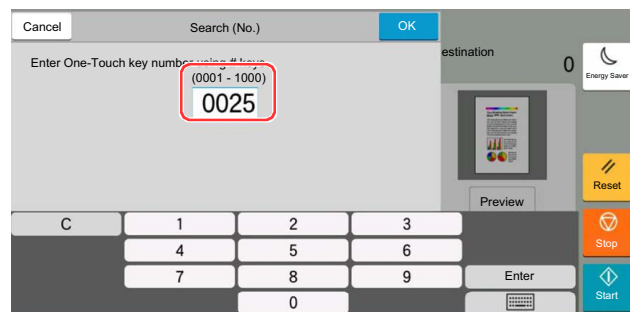 Cancel
Search (No.)
OK
Enter One-Touch key number using # keys
(0001 - 1000)
0025
estination
0
Energy Saver
Preview
Reset
Stop
Start
C
1
2
3
4
5
6
7
8
9
Enter
0